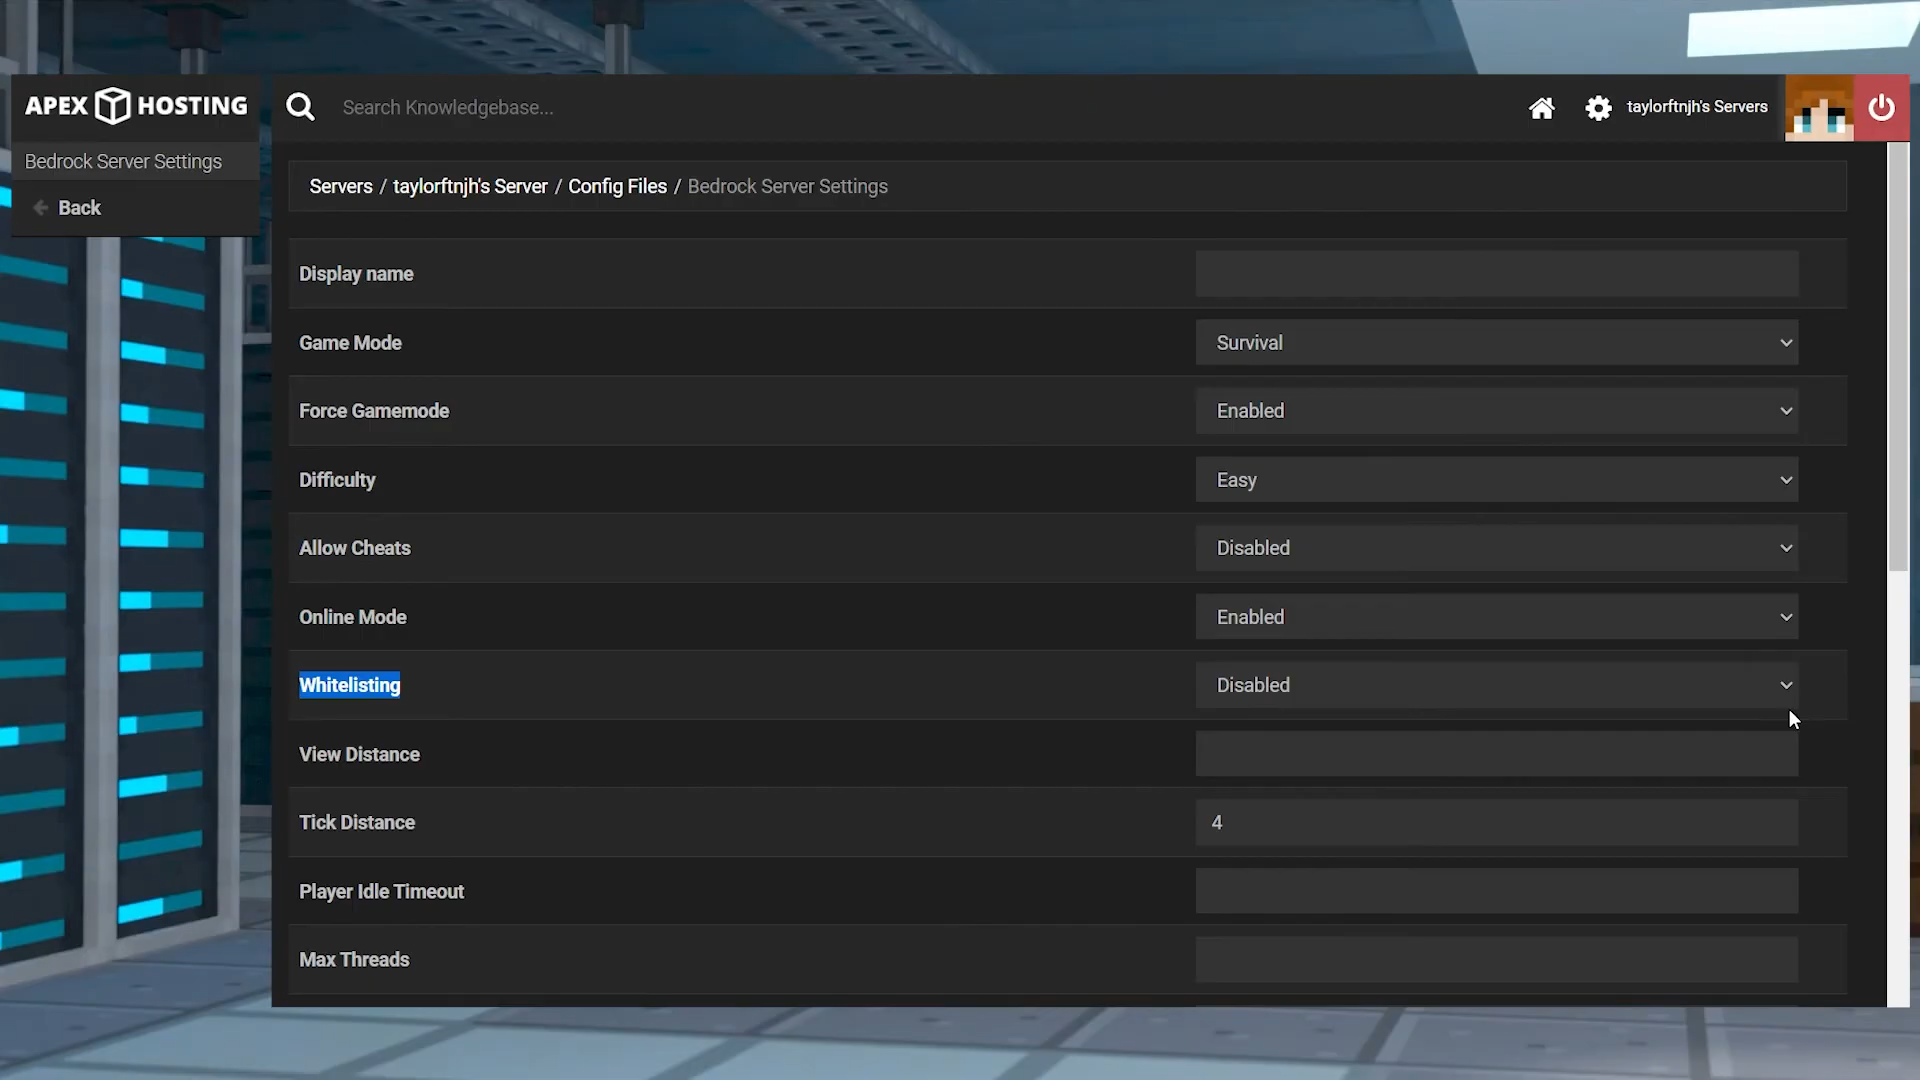 APEX HOSTING
Search Knowledgebase...
taylorftnjh's Servers
Bedrock Server Settings
Back
Servers / taylorftnjh's Server / Config Files / Bedrock Server Settings
Display name
Game Mode
Survival
Force Gamemode
Enabled
Difficulty
Easy
Allow Cheats
Disabled
Online Mode
Enabled
Whitelisting
Disabled
View Distance
Tick Distance
4
Player Idle Timeout
Max Threads